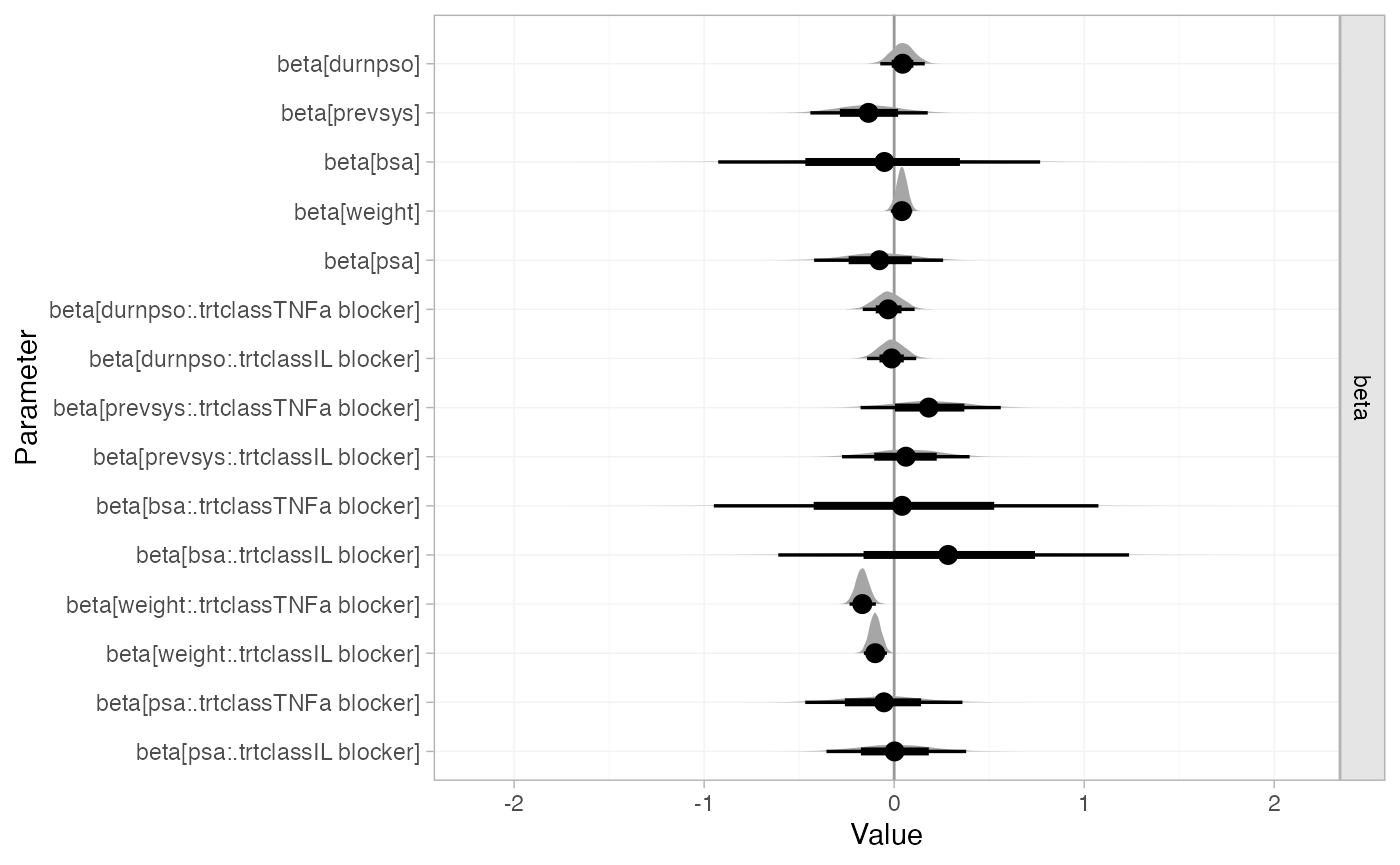 beta[durnpso]
beta[prevsys]
beta[bsa]
beta[weight]
beta[psa]
beta[durnpso:.trtclassTNFa blocker]
beta[durnpso:.trtclassIL blocker]
beta[prevsys:.trtclassTNFa blocker]
beta[prevsys:.trtclassIL blocker]
beta[bsa:.trtclassTNFa blocker]
beta[bsa:.trtclassIL blocker]
beta[weight:.trtclassTNFa blocker]
beta[weight:.trtclassIL blocker]
beta[psa:.trtclassTNFa blocker]
beta[psa:.trtclassIL blocker]
Parameter
beta
-2 -1 0 1 2
Value